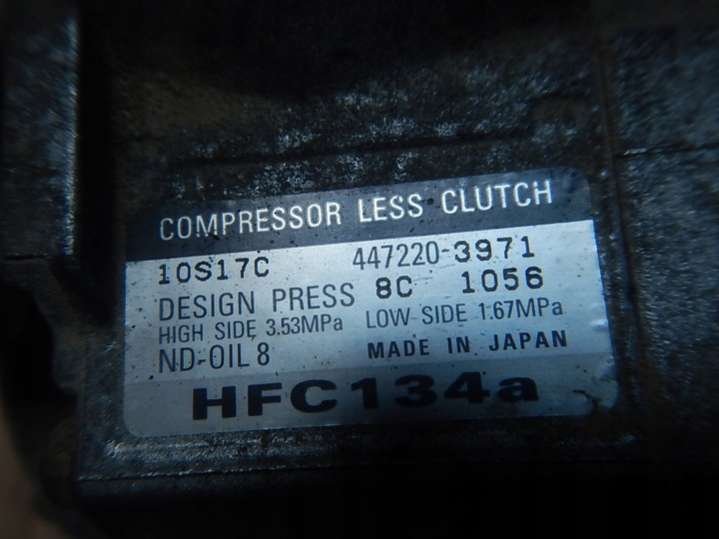 COMPRESSOR LESS CLUTCH
10S17C 447220-3971
DESIGN PRESS 8C 1056
HIGH SIDE 3.53MPa LOW SIDE 1.67MPa
ND-OIL 8 MADE IN JAPAN
HFC134a